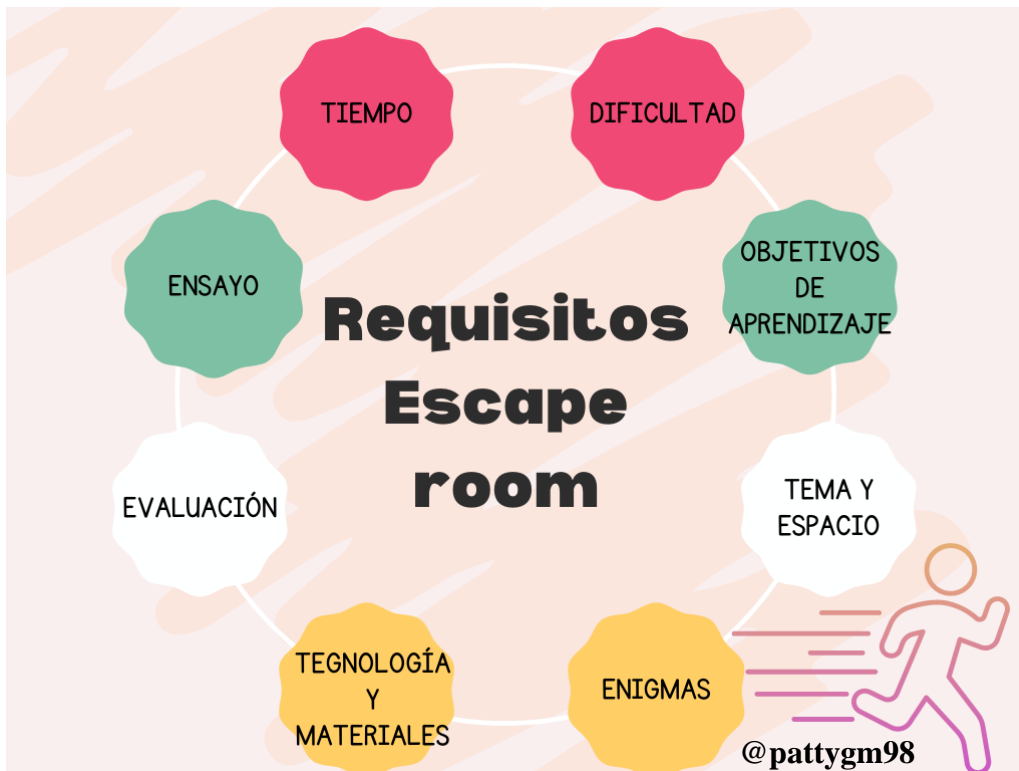 TIEMPO
DIFICULTAD
OBJETIVOS
DE
APRENDIZAJE
ENSAYO
Requisitos
Escape
room
EVALUACIÓN
TEMA Y
ESPACIO
TEGNOLOGÍA
Y
MATERIALES
ENIGMAS
@pattygm98